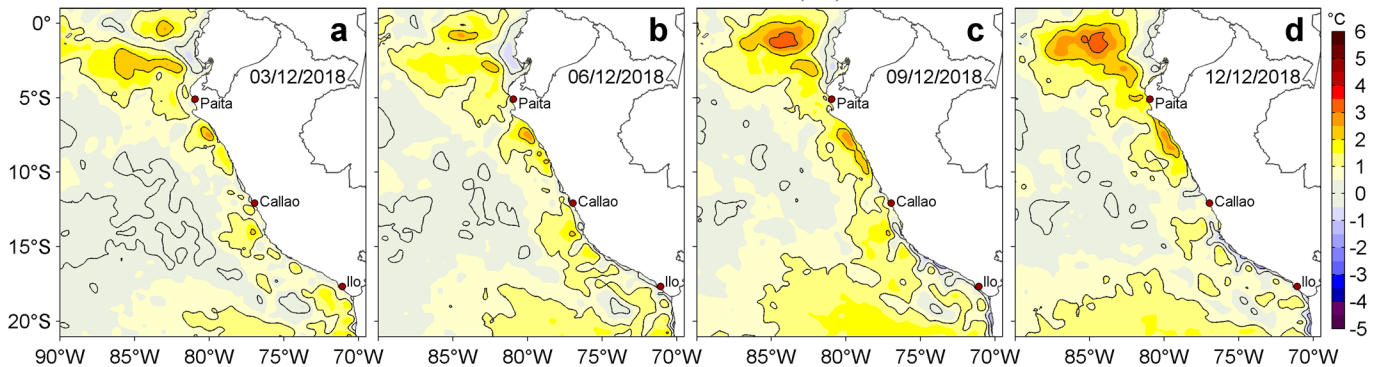 a
b
c
d
°C
03/12/2018
06/12/2018
09/12/2018
12/12/2018
0°
5°S
10°S
15°S
20°S
Paita
Callao
Ilo
Paita
Callao
Ilo
Paita
Callao
Ilo
Paita
Callao
Ilo
90°W 85°W 80°W 75°W 70°W
85°W 80°W 75°W 70°W
85°W 80°W 75°W 70°W
85°W 80°W 75°W 70°W
6
5
4
3
2
1
0
-1
-2
-3
-4
-5